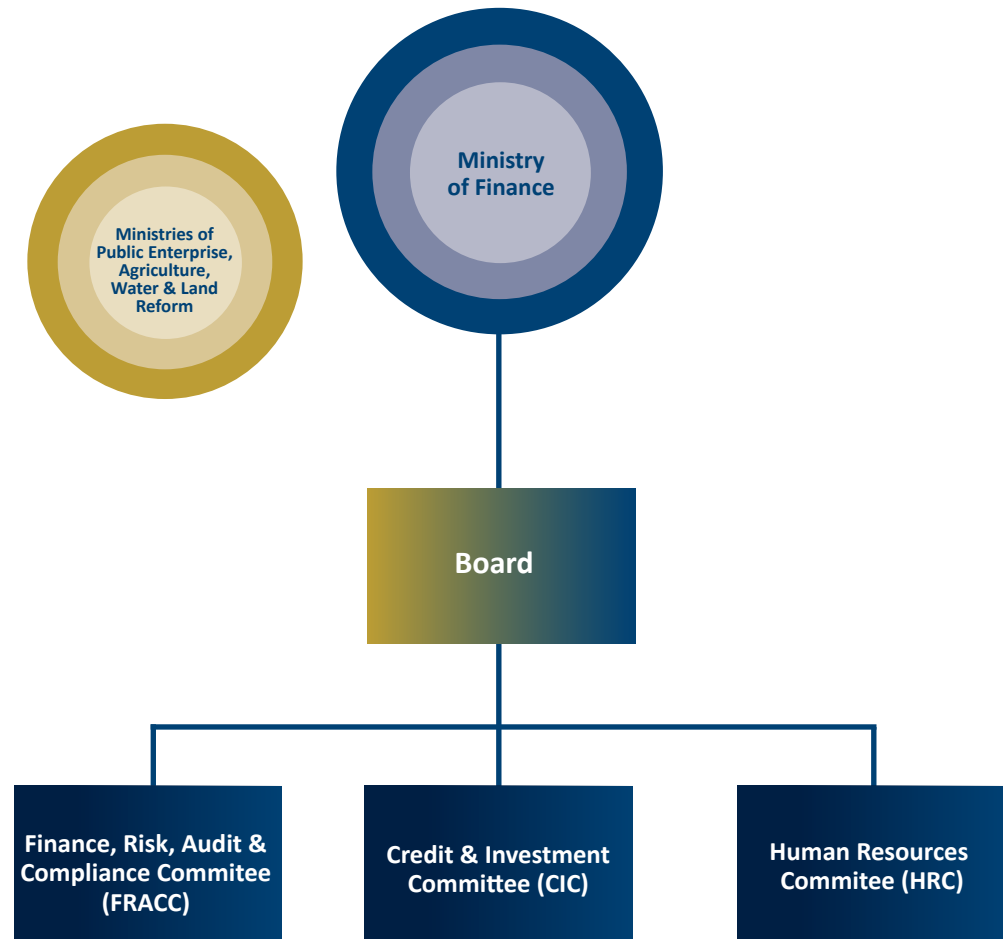 Ministry
of Finance
Ministries of
Public Enterprise,
Agriculture,
Water & Land
Reform
Board
Finance, Risk, Audit &
Compliance Commitee
(FRACC)
Credit & Investment
Committee (CIC)
Human Resources
Commitee (HRC)